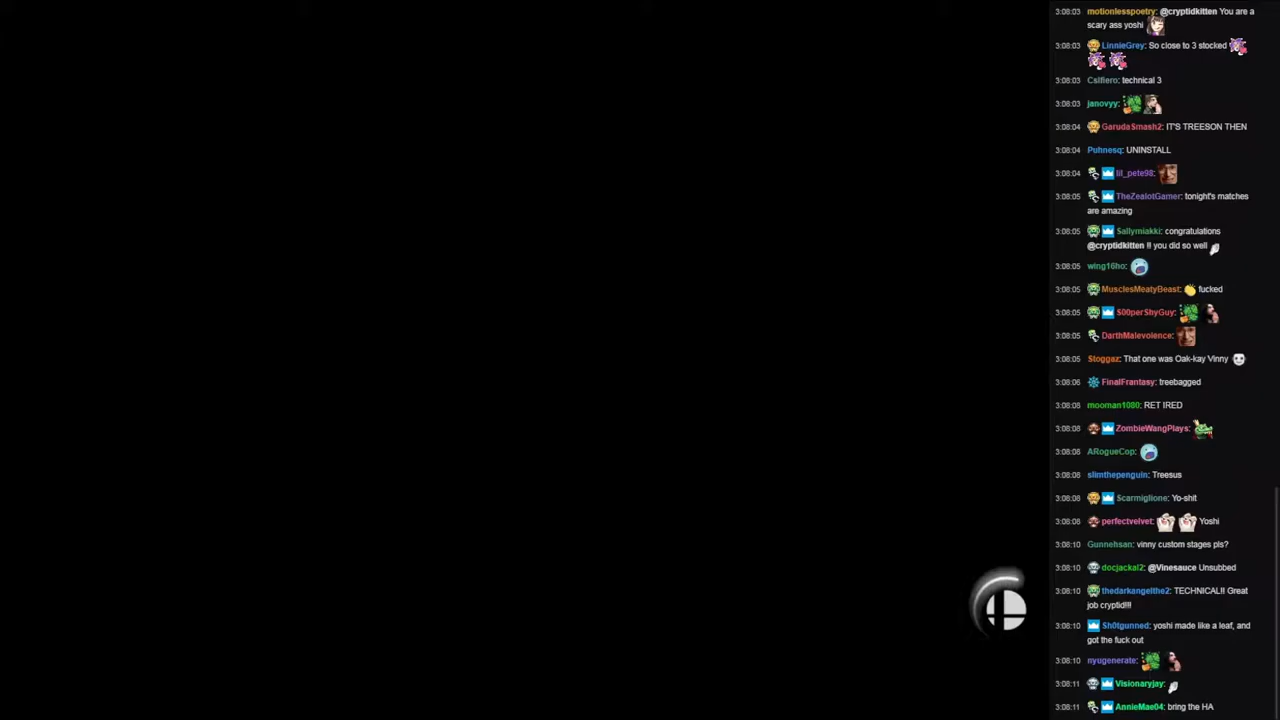 3:08:03 motionlesspoetry: @cryptidkitten You are a
scary ass yoshi
3:08:03 LinnieGrey: So close to 3 stocked
3:08:03 Cslfiero: technical 3
3:08:03 janovyy:
3:08:04 GarudaSmash2: IT'S TREESON THEN
3:08:04 Puhnesq: UNINSTALL
3:08:04 lil_pete98:
3:08:05 TheZealotGamer: tonight's matches
are amazing
3:08:05 Sallymiakki: congratulations
@cryptidkitten !! you did so well
3:08:05 wing16ho:
3:08:05 MusclesMeatyBeast: fucked
3:08:05 S00perShyGuy:
3:08:05 DarthMalevolence:
3:08:05 Stoggaz: That one was Oak-kay Vinny
3:08:06 FinalFrantasy: treebagged
3:08:08 mooman1080: RET IRED
3:08:08 ZombieWangPlays:
3:08:08 ARogueCop:
3:08:08 slimthepenguin: Treesus
3:08:08 Scarmiglione: Yo-shit
3:08:08 perfectvelvet: Yoshi
3:08:10 Gunnehsan: vinny custom stages pls?
3:08:10 docjackal2: @Vinesauce Unsubbed
3:08:10 thedarkangelthe2: TECHNICAL!! Great
job cryptid!!!
3:08:10 Sh0tgunned: yoshi made like a leaf, and
got the fuck out
3:08:10 nyugenerate:
3:08:11 Visionaryjay:
3:08:11 AnnieMae04: bring the HA